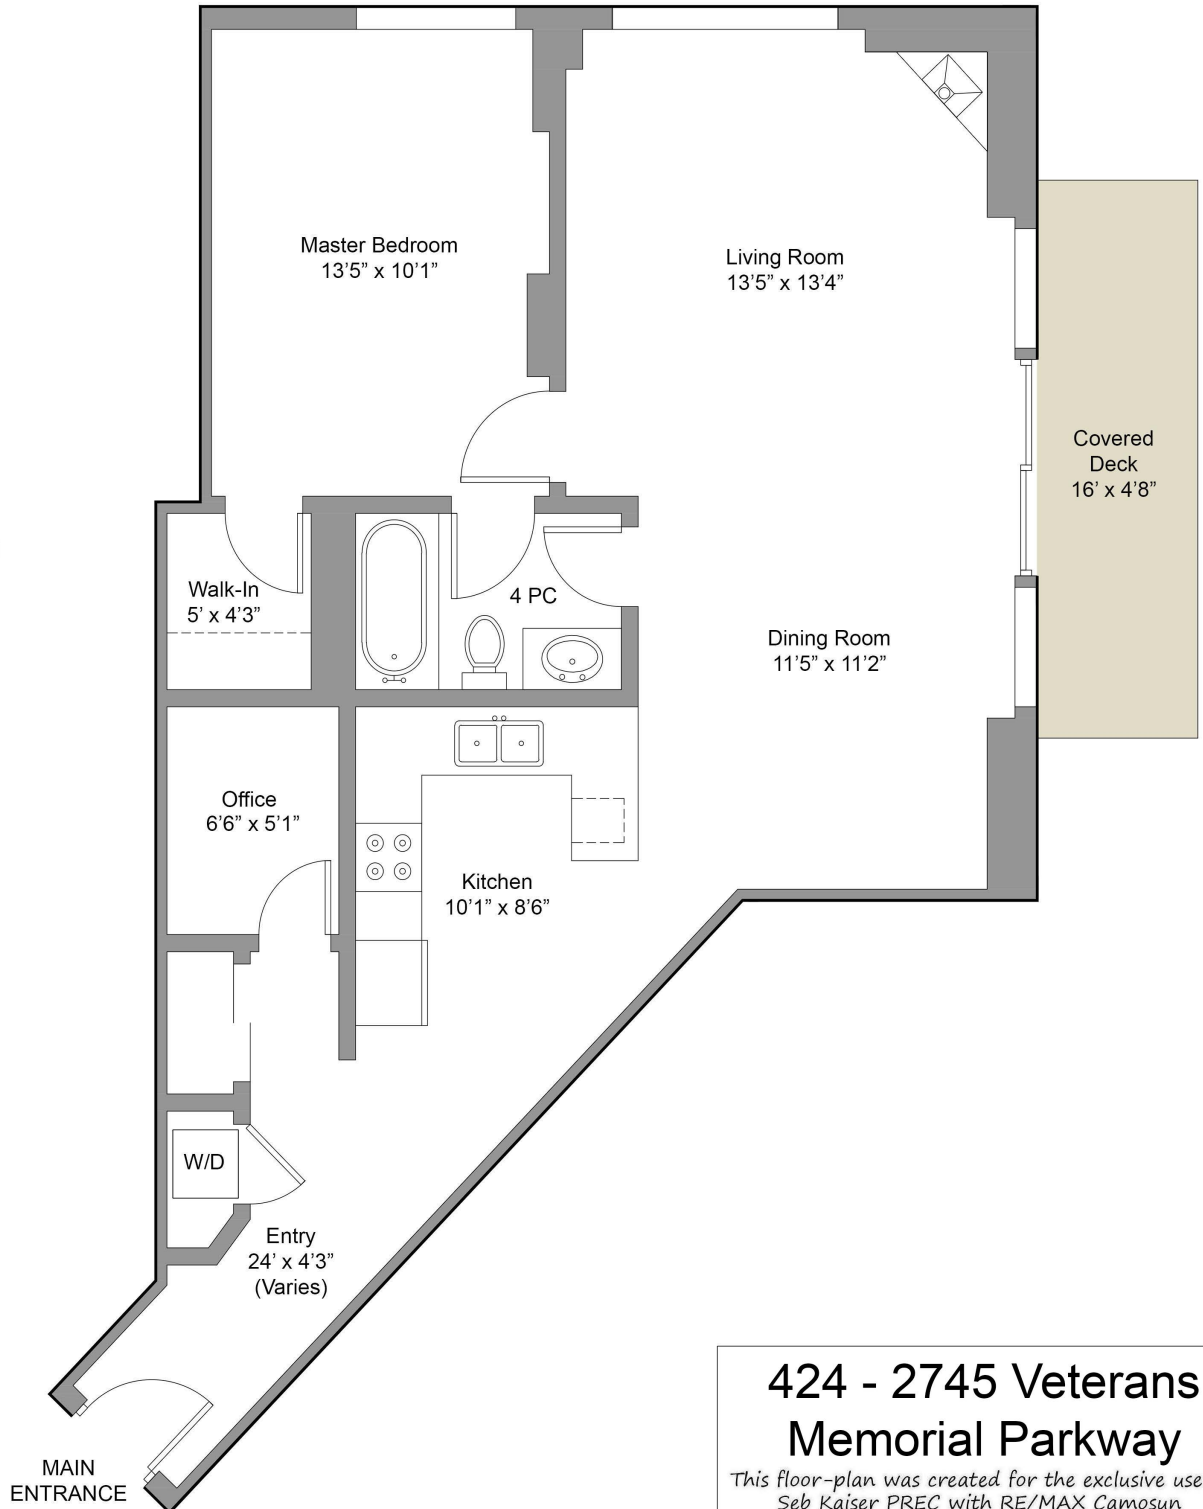 Master Bedroom
13'5" x 10'1"
Living Room
13'5" x 13'4"
Covered
Deck
16' x 4'8"
Walk-In
5' x 4'3"
4 PC
Dining Room
11'5" x 11'2"
Office
6'6" x 5'1"
Kitchen
10'1" x 8'6"
W/D
Entry
24' x 4'3"
(Varies)
MAIN
ENTRANCE
424 - 2745 Veterans
Memorial Parkway
This floor-plan was created for the exclusive use
Seb Kaiser PREC with RE/MAX Camosun